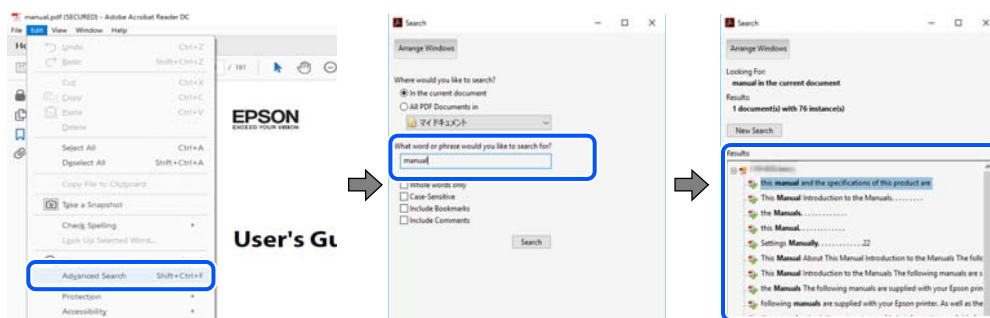 manual.pdf (SECURED) - Adobe Acrobat Reader DC
File Edit View Window Help
Undo Ctrl+Z
Shift+Ctrl+Z
Cut Ctrl+X
Copy Ctrl+C
Paste Ctrl+V
Delete
Select All Ctrl+A
Deselect All Shift+Ctrl+A
Copy File to Clipboard
Take a Snapshot
Check Spelling
Look Up Selected Word...
Advanced Search Shift+Ctrl+F
Protection
Accessibility
/ 191
EPSON
EXCEED YOUR VISION
User's Gu
Search
Arrange Windows
Where would you like to search?
In the current document
All PDF Documents in
マイドキュメント
What word or phrase would you like to search for?
manual
Whole words only
Case-Sensitive
Include Bookmarks
Include Comments
Search
Search
Arrange Windows
Looking For:
manual in the current document
Results:
1 document(s) with 76 instance(s)
New Search
Results:
this manual and the specifications of this product are
This Manual Introduction to the Manuals. . . . . . . . .
the Manuals. . . . . . . . . . . . .
this Manual. . . . . . . . . . . . .
Settings Manually. . . . . . . . . . . . .22
This Manual About This Manual Introduction to the Manuals The follo
This Manual Introduction to the Manuals The following manuals are s
the Manuals The following manuals are supplied with your Epson prin
following manuals are supplied with your Epson printer. As well as the